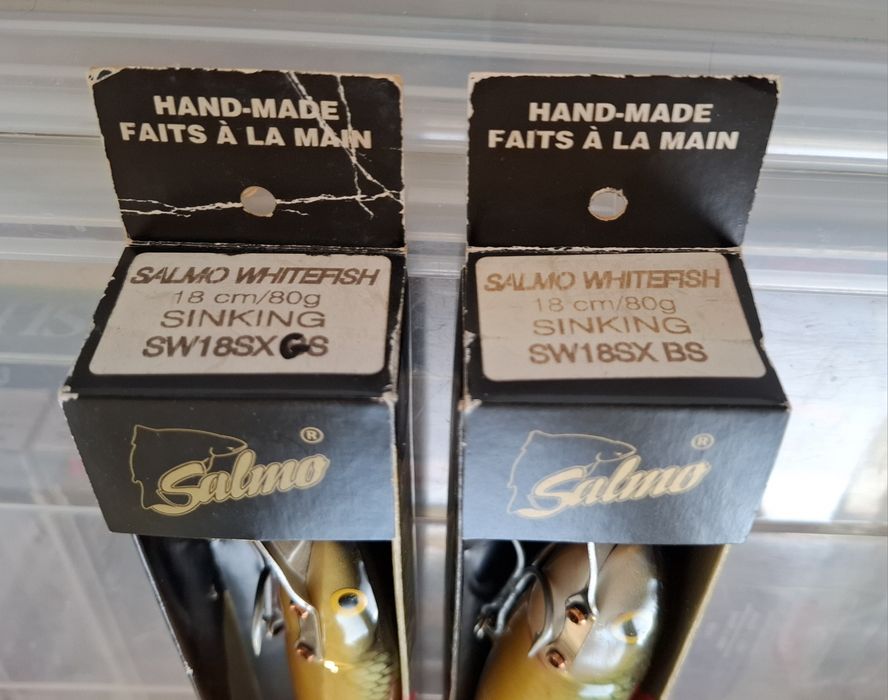 HAND-MADE
FAITS À LA MAIN
SALMO WHITEFISH
18 cm/80g
SINKING
SW18SX GS
Salmo®
HAND-MADE
FAITS À LA MAIN
SALMO WHITEFISH
18 cm/80g
SINKING
SW18SX BS
Salmo®